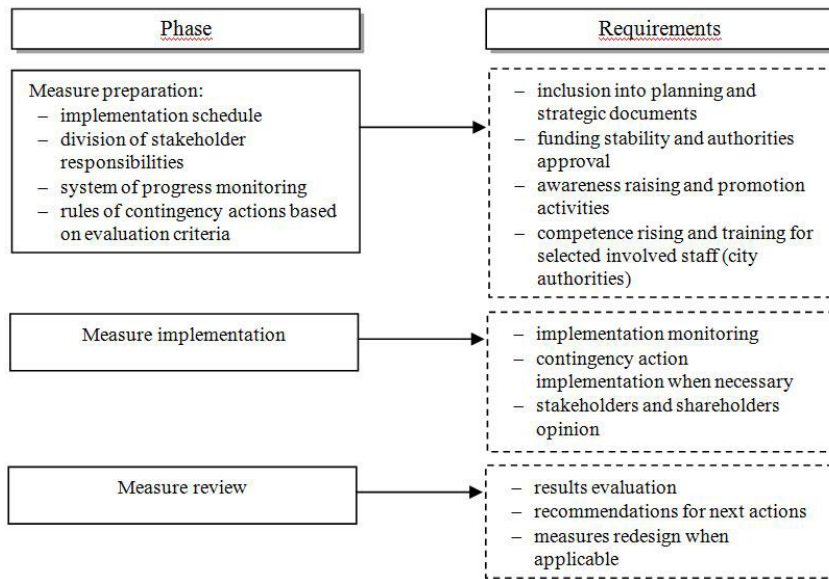 Phase
Requirements
Measure preparation:
– implementation schedule
– division of stakeholder
responsibilities
– system of progress monitoring
– rules of contingency actions based
on evaluation criteria
– inclusion into planning and
strategic documents
– funding stability and authorities
approval
– awareness raising and promotion
activities
– competence rising and training for
selected involved staff (city
authorities)
Measure implementation
– implementation monitoring
– contingency action
implementation when necessary
– stakeholders and shareholders
opinion
Measure review
– results evaluation
– recommendations for next actions
– measures redesign when
applicable